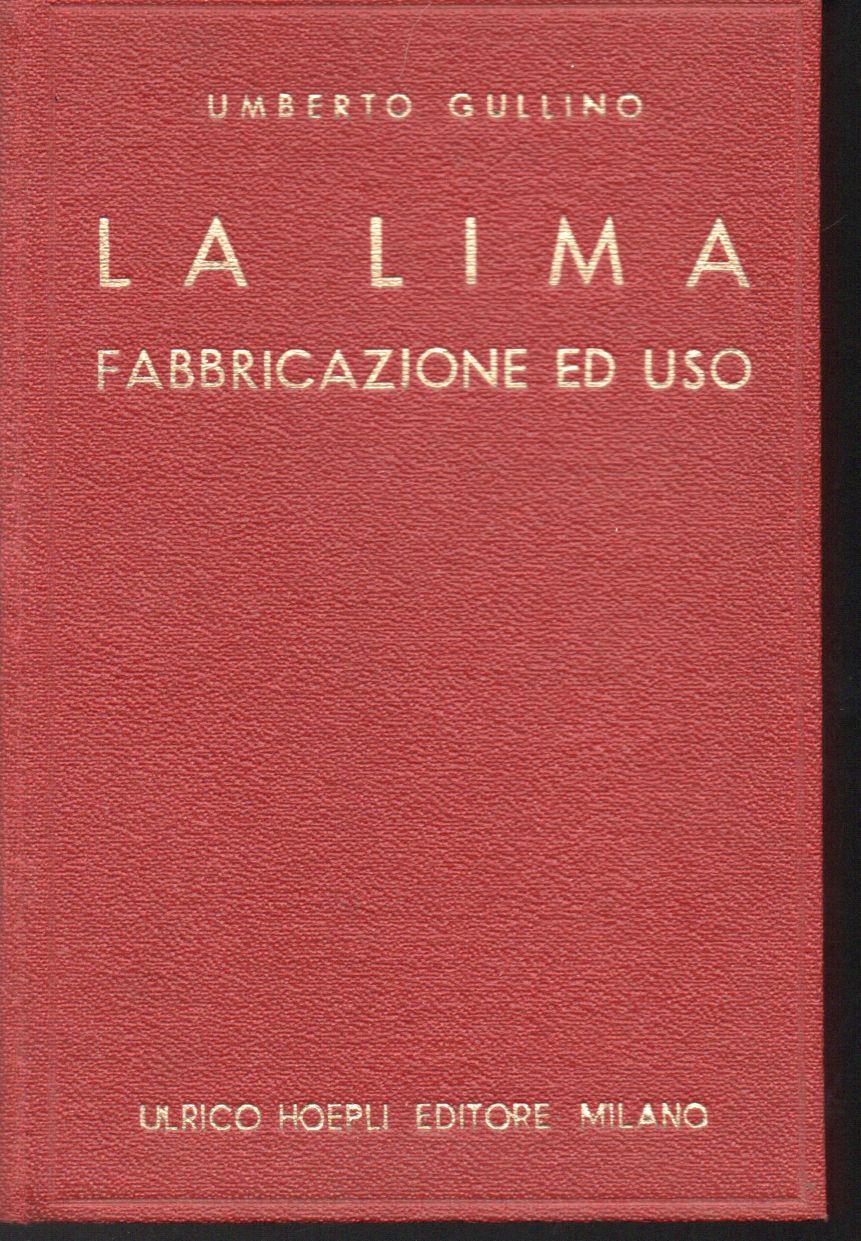 UMBERTO GULLINO
LA LIMA
FABBRICAZIONE ED USO
ULRICO HOEPLI EDITORE MILANO